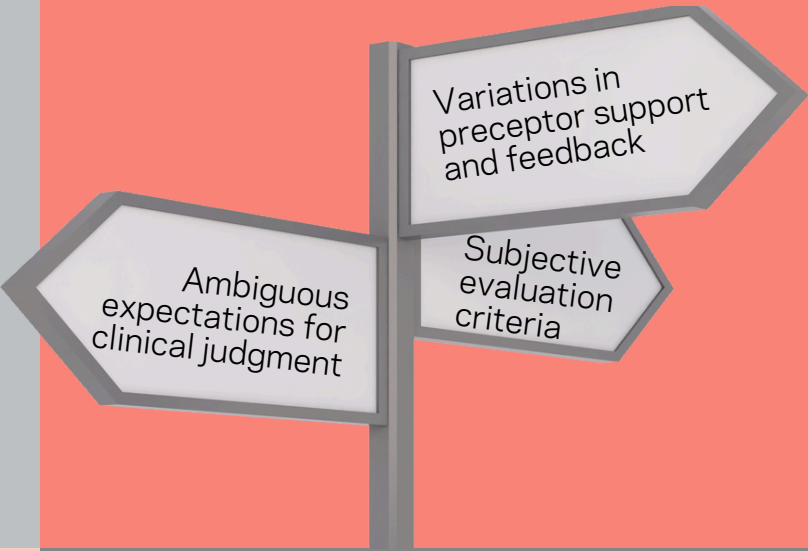 Variations in
preceptor support
and feedback
Subjective
evaluation
criteria
Ambiguous
expectations for
clinical judgment